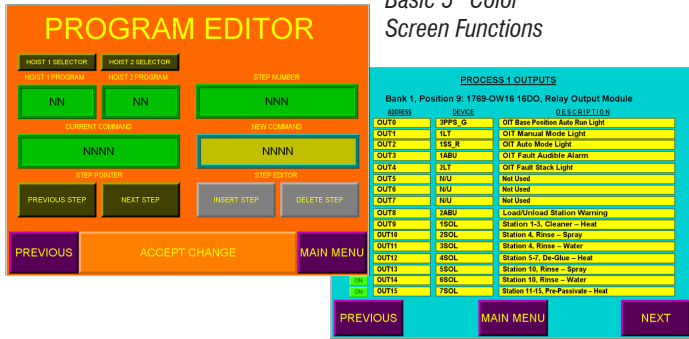 Basic 5" Color
Screen Functions
PROGRAM EDITOR
HOIST 1 SELECTOR HOIST 2 SELECTOR
HOIST 1 PROGRAM HOIST 2 PROGRAM STEP NUMBER
NN NN NNN
CURRENT COMMAND NEW COMMAND
NNNN NNNN
STEP POINTER STEP EDITOR
PREVIOUS STEP NEXT STEP INSERT STEP DELETE STEP
PREVIOUS ACCEPT CHANGE MAIN MENU
PROCESS 1 OUTPUTS
Bank 1, Position 9: 1769-OW16 16DO, Relay Output Module
ADDRESS DEVICE DESCRIPTION
OUT0 3PPS_G OIT Base Position Auto Run Light
OUT1 1LT OIT Manual Mode Light
OUT2 1SS_R OIT Auto Mode Light
OUT3 1ABU OIT Fault Audible Alarm
OUT4 2LT OIT Fault Stack Light
OUT5 N/U Not Used
OUT6 N/U Not Used
OUT7 N/U Not Used
OUT8 2ABU Load/Unload Station Warning
OUT9 1SOL Station 1-3, Cleaner – Heat
OUT10 2SOL Station 4, Rinse – Spray
OUT11 3SOL Station 4, Rinse – Water
OUT12 4SOL Station 5-7, De-Glue – Heat
OUT13 5SOL Station 10, Rinse – Spray
ON OUT14 6SOL Station 10, Rinse – Water
ON OUT15 7SOL Station 11-15, Pre-Passivate – Heat
PREVIOUS MAIN MENU NEXT